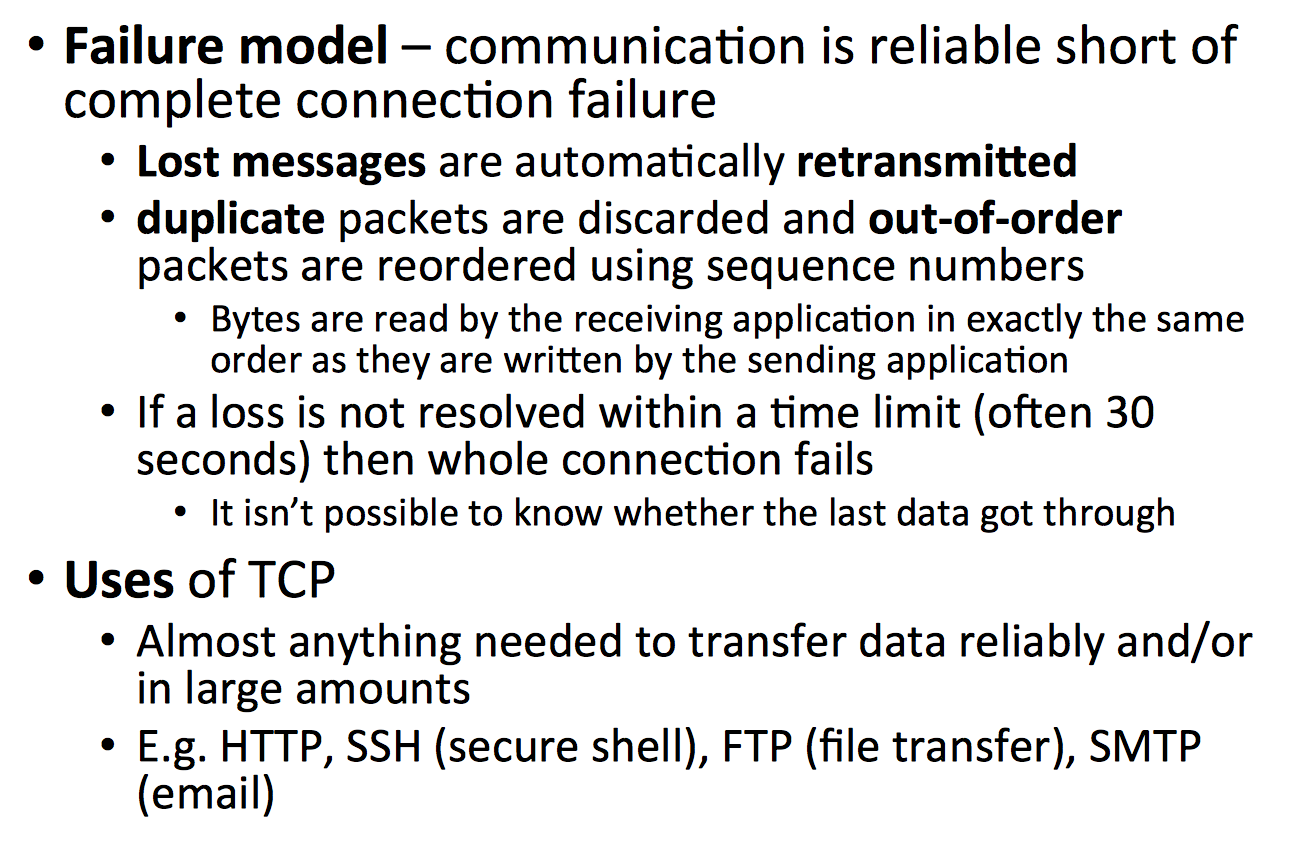 • Failure model – communication is reliable short of
complete connection failure
• Lost messages are automatically retransmitted
• duplicate packets are discarded and out-of-order
packets are reordered using sequence numbers
• Bytes are read by the receiving application in exactly the same
order as they are written by the sending application
• If a loss is not resolved within a time limit (often 30
seconds) then whole connection fails
• It isn’t possible to know whether the last data got through
• Uses of TCP
• Almost anything needed to transfer data reliably and/or
in large amounts
• E.g. HTTP, SSH (secure shell), FTP (file transfer), SMTP
(email)